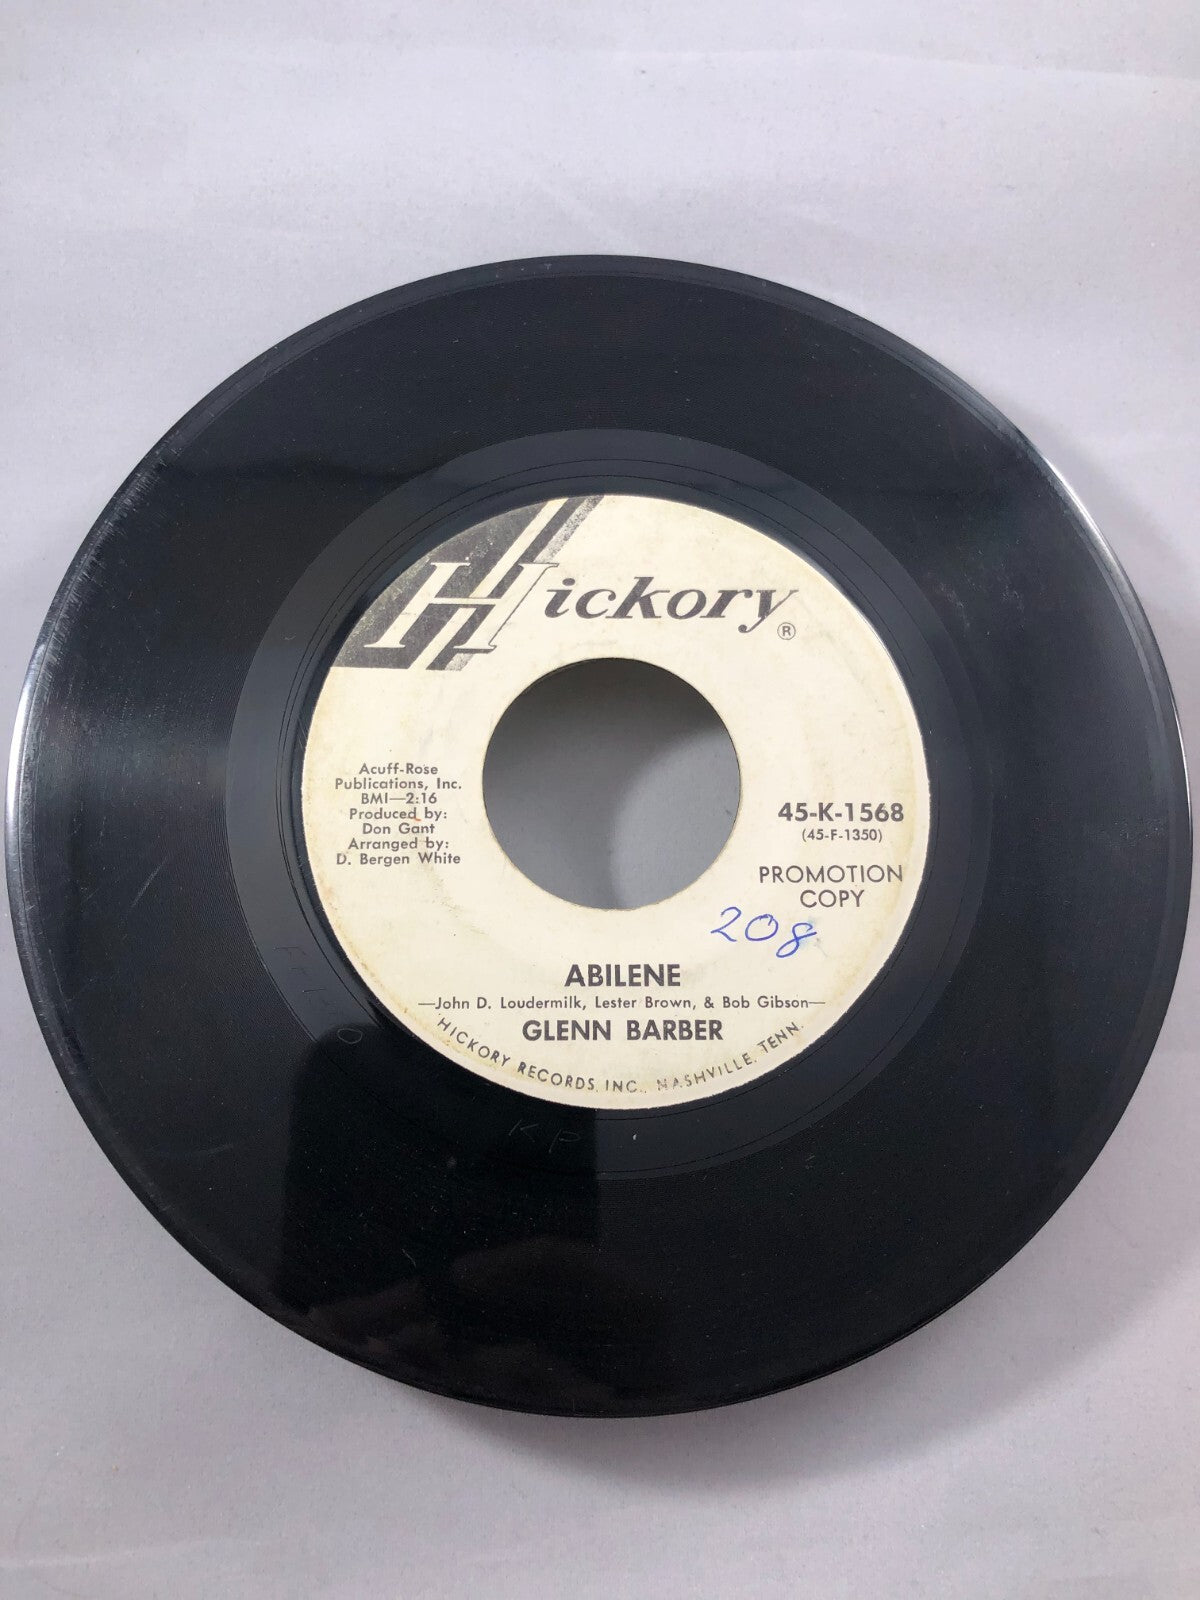 Hickory®
Acuff-Rose
Publications, Inc.
BMI—2:16
Produced by:
Don Gant
Arranged by:
D. Bergen White
45-K-1568
(45-F-1350)
PROMOTION
COPY
208
ABILENE
—John D. Loudermilk, Lester Brown, & Bob Gibson—
GLENN BARBER
HICKORY RECORDS, INC., NASHVILLE, TENN.
KP